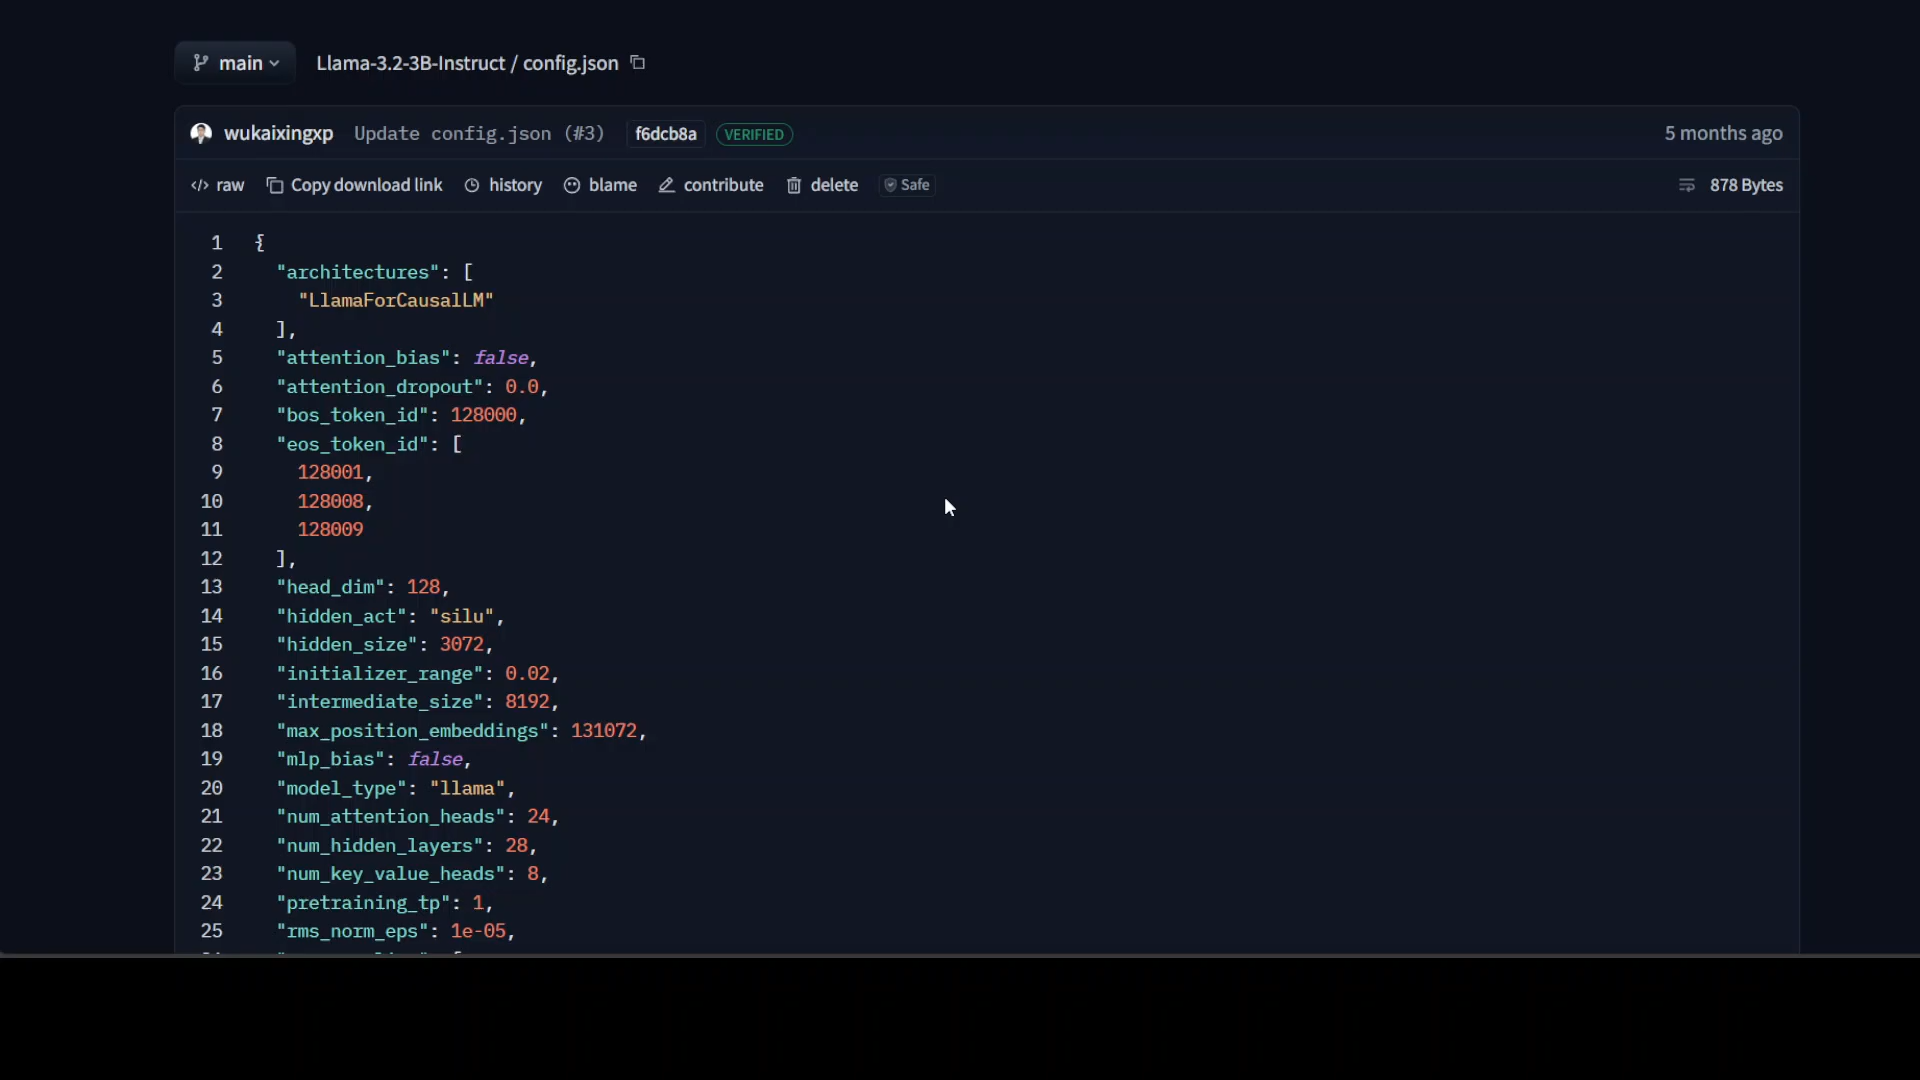 main Llama-3.2-3B-Instruct / config.json
wukaixingxp Update config.json (#3) f6dcb8a VERIFIED 5 months ago
</> raw Copy download link history blame contribute delete Safe 878 Bytes
1 {
2 "architectures": [
3 "LlamaForCausalLM"
4 ],
5 "attention_bias": false,
6 "attention_dropout": 0.0,
7 "bos_token_id": 128000,
8 "eos_token_id": [
9 128001,
10 128008,
11 128009
12 ],
13 "head_dim": 128,
14 "hidden_act": "silu",
15 "hidden_size": 3072,
16 "initializer_range": 0.02,
17 "intermediate_size": 8192,
18 "max_position_embeddings": 131072,
19 "mlp_bias": false,
20 "model_type": "llama",
21 "num_attention_heads": 24,
22 "num_hidden_layers": 28,
23 "num_key_value_heads": 8,
24 "pretraining_tp": 1,
25 "rms_norm_eps": 1e-05,